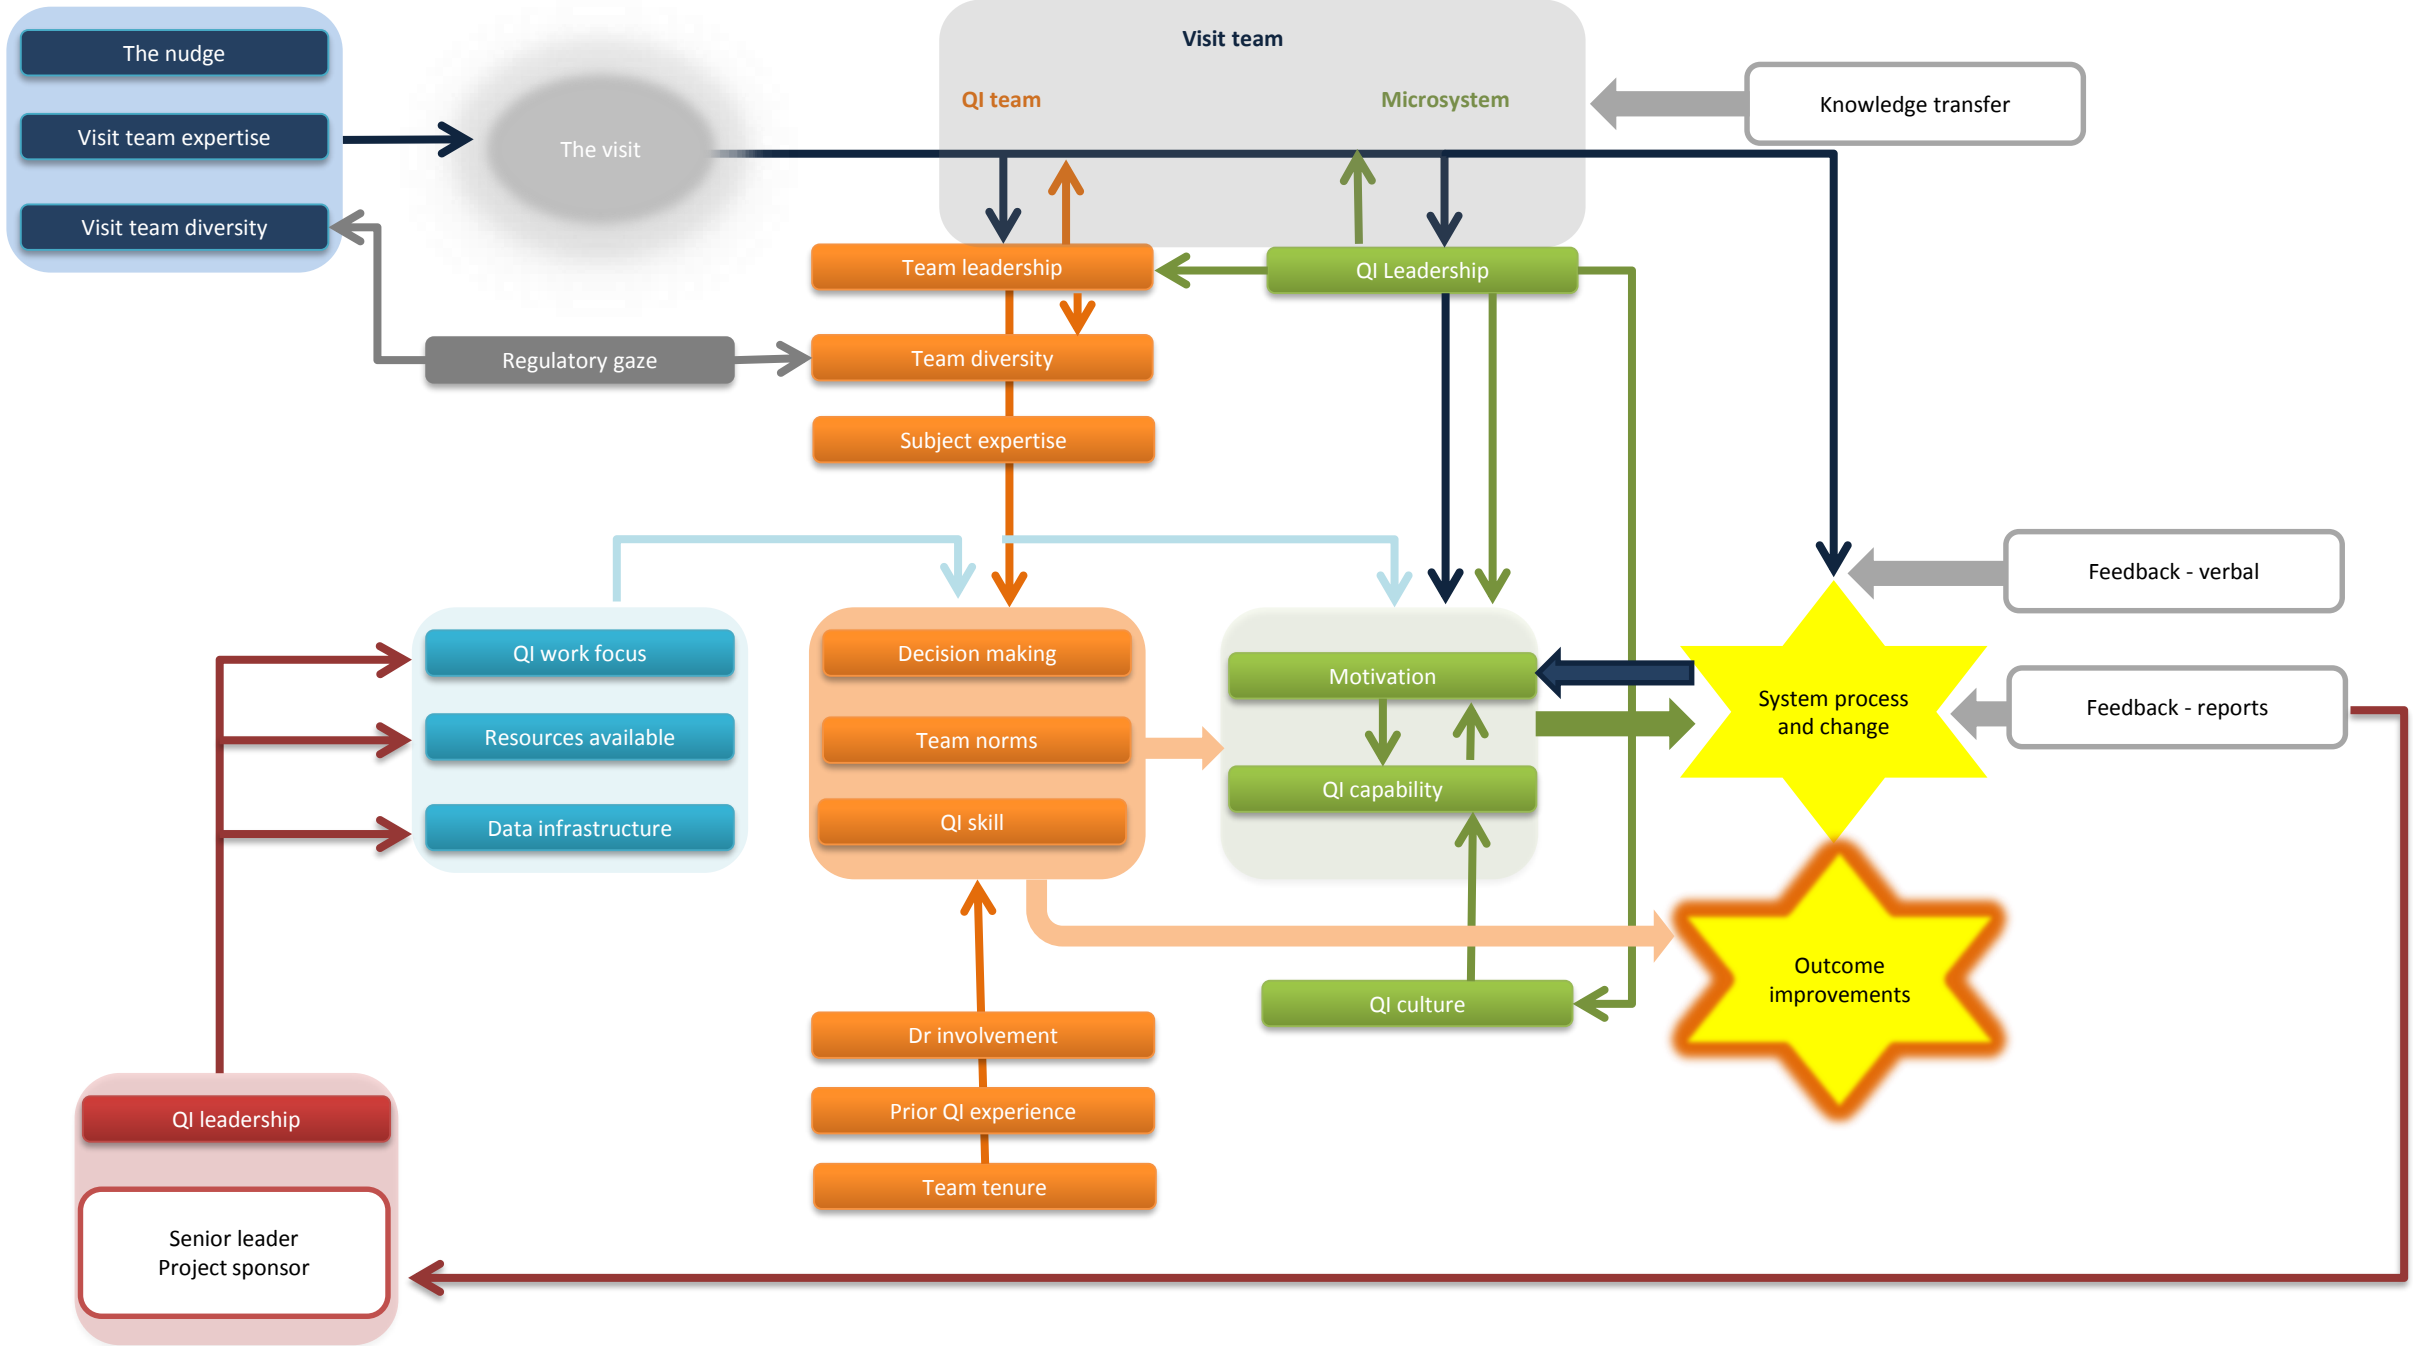 The nudge
Visit team expertise
Visit team diversity
The visit
Visit team
QI team
Microsystem
Knowledge transfer
Team leadership
QI Leadership
Regulatory gaze
Team diversity
Subject expertise
Feedback - verbal
QI work focus
Resources available
Data infrastructure
Decision making
Team norms
QI skill
Motivation
QI capability
System process
and change
Feedback - reports
Outcome
improvements
QI culture
Dr involvement
Prior QI experience
Team tenure
QI leadership
Senior leader
Project sponsor